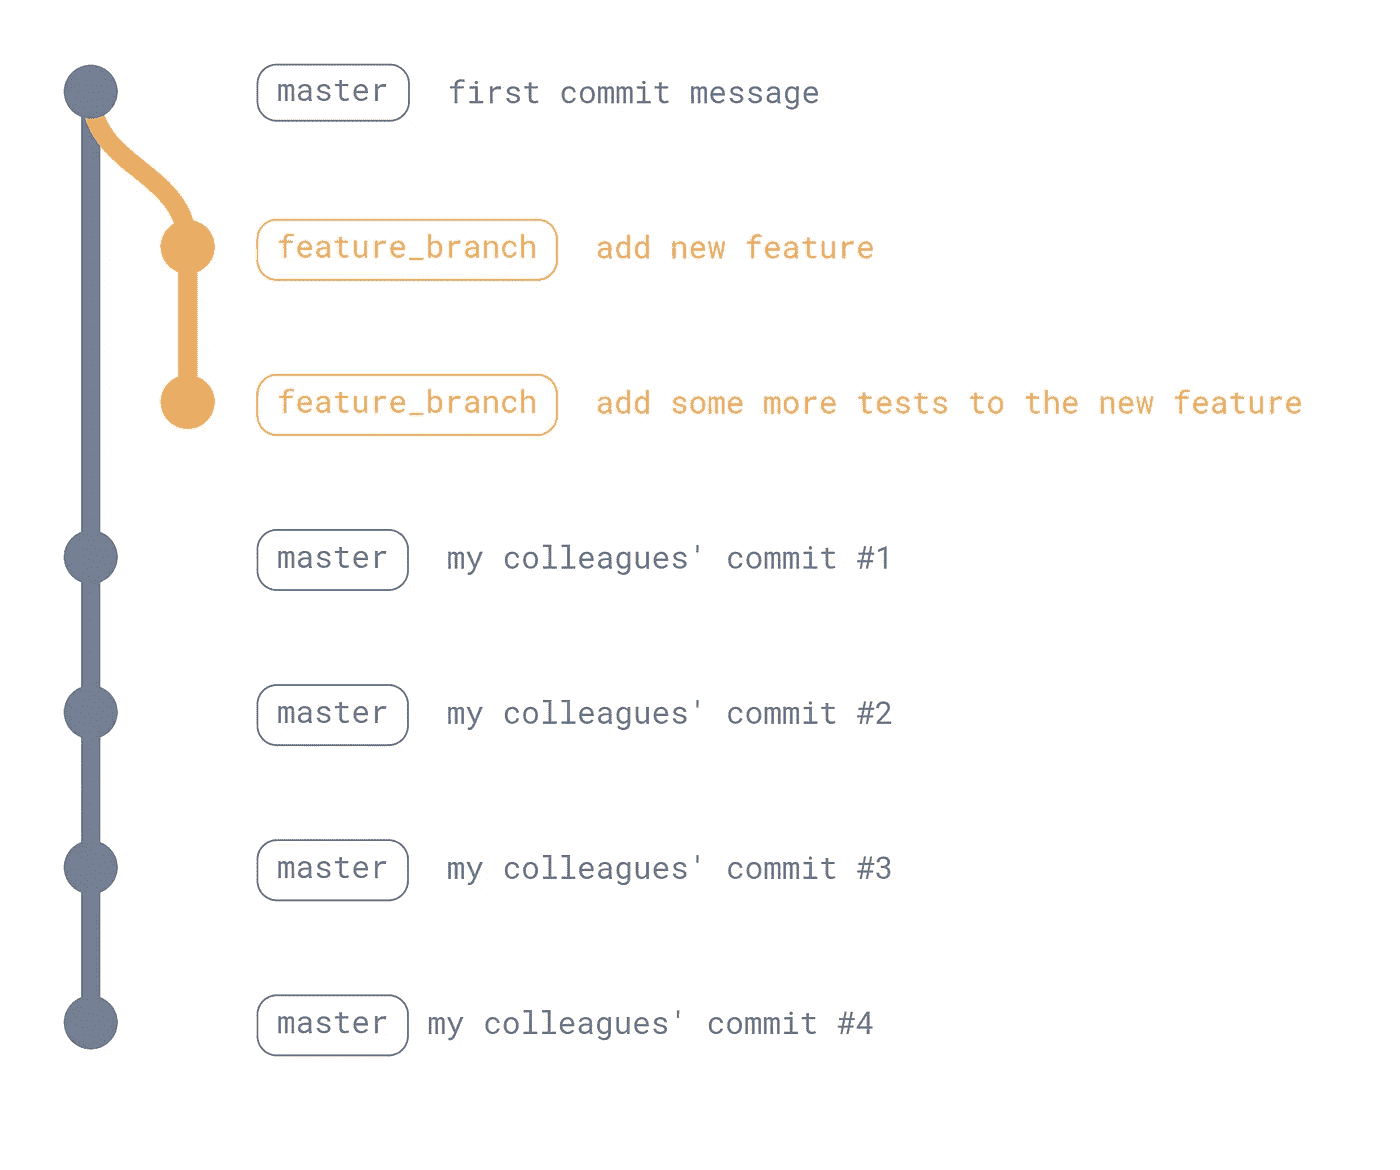 master first commit message
feature_branch add new feature
feature_branch add some more tests to the new feature
master my colleagues' commit #1
master my colleagues' commit #2
master my colleagues' commit #3
master my colleagues' commit #4